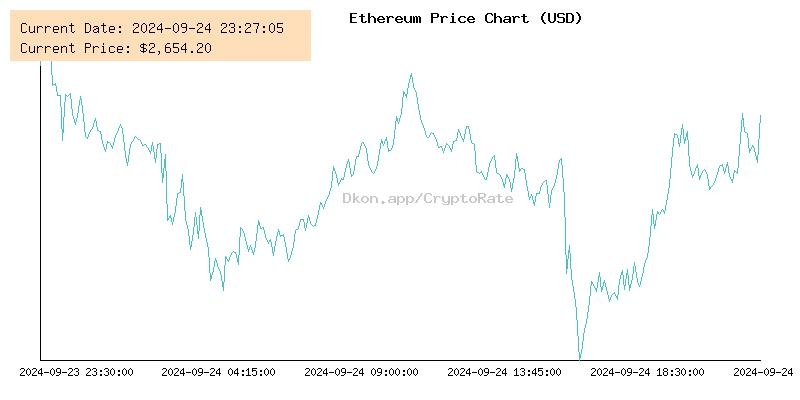 Ethereum Price Chart (USD)
Current Date: 2024-09-24 23:27:05
Current Price: $2,654.20
Dkon.app/CryptoRate
2024-09-23 23:30:00 2024-09-24 04:15:00 2024-09-24 09:00:00 2024-09-24 13:45:00 2024-09-24 18:30:00 2024-09-24